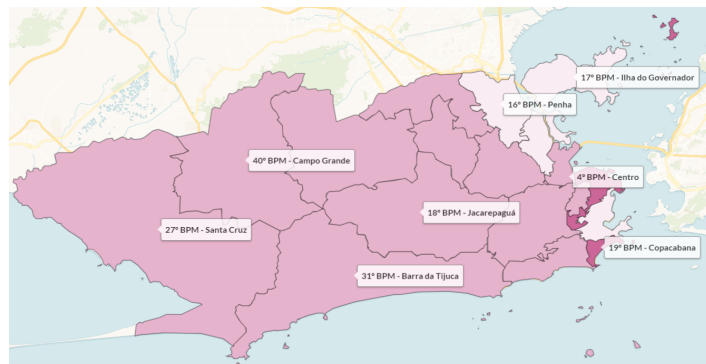 17º BPM - Ilha do Governador
16º BPM - Penha
40º BPM - Campo Grande
4º BPM - Centro
18º BPM - Jacarepaguá
27º BPM - Santa Cruz
19º BPM - Copacabana
31º BPM - Barra da Tijuca